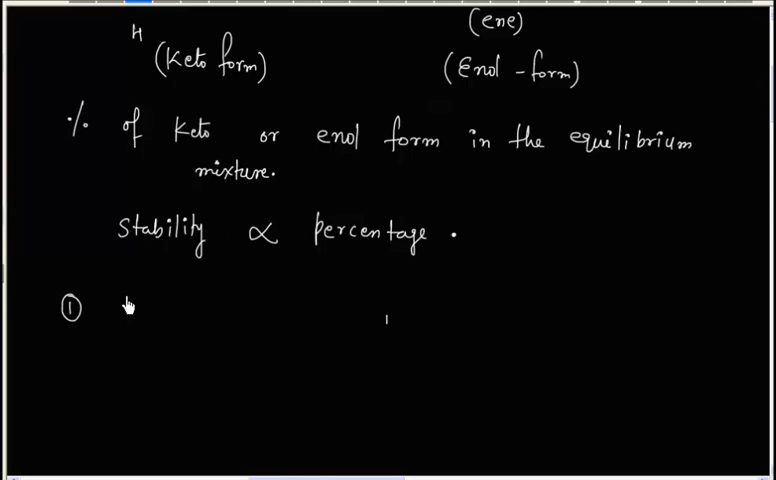 (ene)
H (Keto form) (Enol - form)
% of Keto or enol form in the equilibrium
mixture.
Stability ∝ percentage .
①